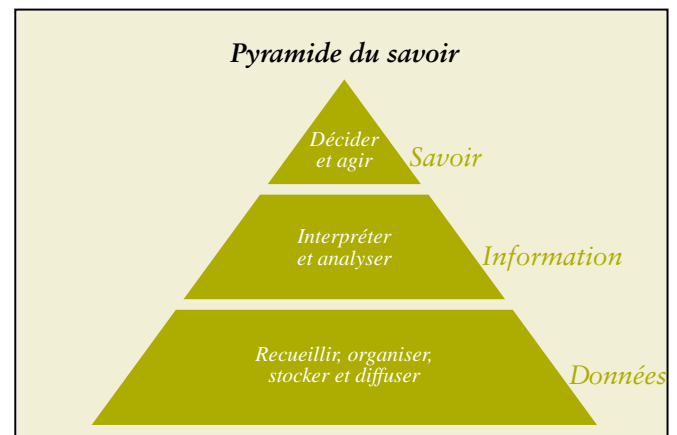 Pyramide du savoir
Décider
et agir
Savoir
Interpréter
et analyser
Information
Recueillir, organiser,
stocker et diffuser
Données